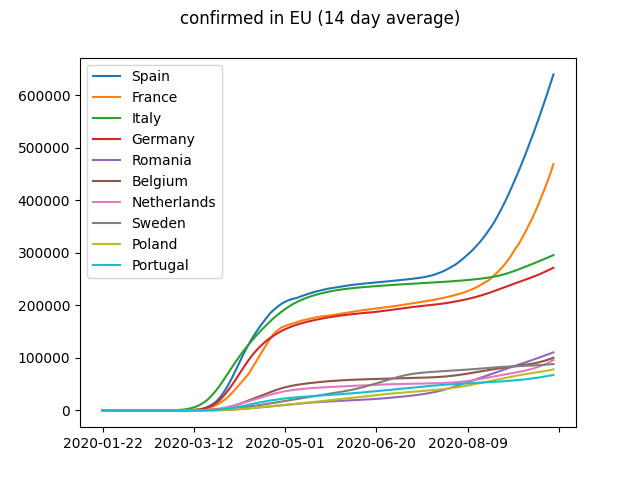 confirmed in EU (14 day average)
Spain
France
Italy
Germany
Romania
Belgium
Netherlands
Sweden
Poland
Portugal
600000
500000
400000
300000
200000
100000
0
2020-01-22 2020-03-12 2020-05-01 2020-06-20 2020-08-09